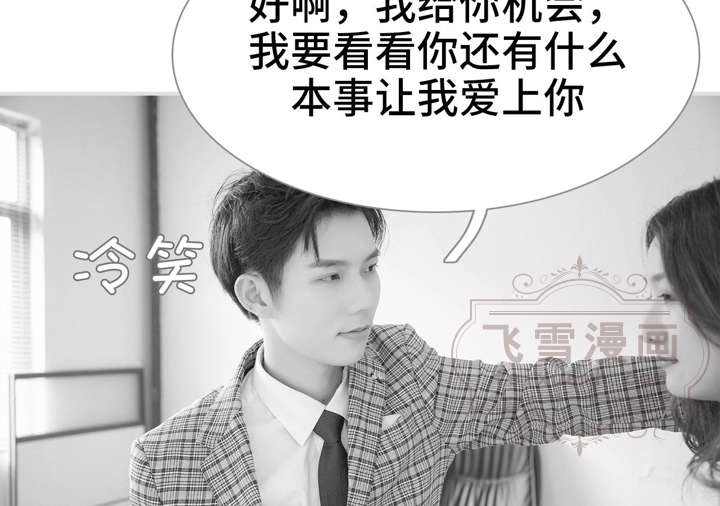 好啊，我给你机会，
我要看看你还有什么
本事让我爱上你
冷笑
飞雪漫画